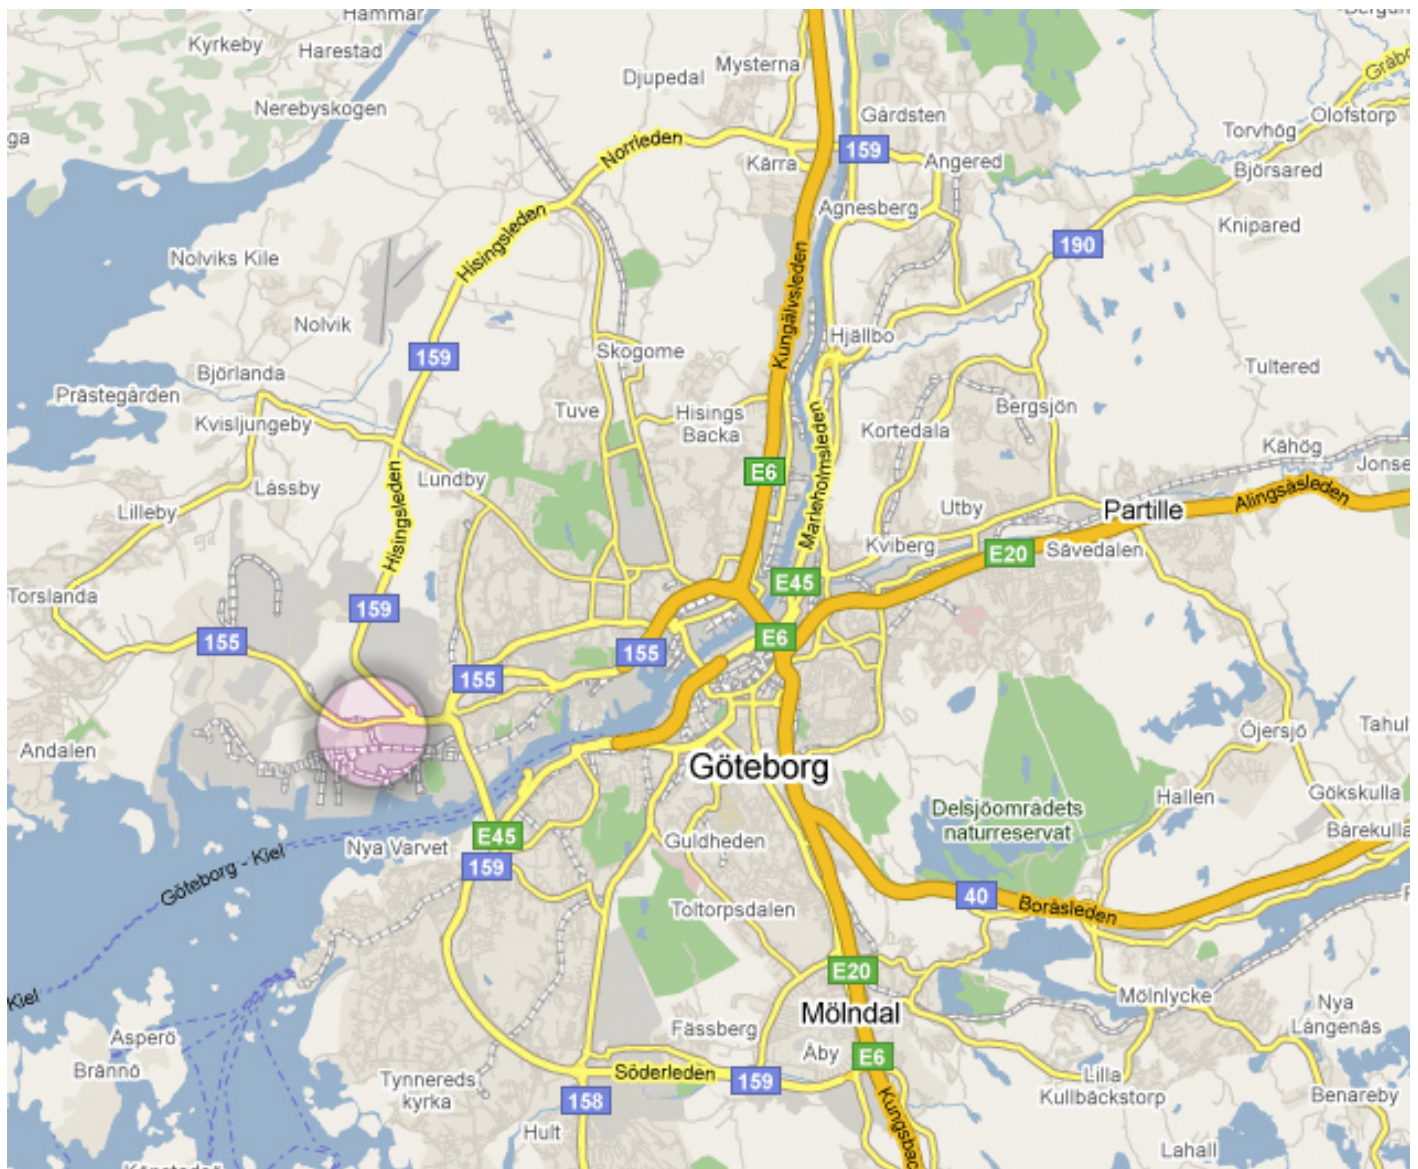 Hammar
Kyrkeby
Harestad
Mysterna
Djupedal
Gråbo
Nerebyskogen
Gårdsten
Olofstorp
Torvhög
ga
Norrleden
159
Kärra
Angered
Björsared
Hisingsleden
Agnesberg
Knipared
190
Nolviks Kile
Kungälvsleden
Nolvik
Hjällbo
159
Skogome
Björlanda
Tultered
Prästegården
Tuve
Hisings
Backa
Bergsjön
Kvisljungeby
Kortedala
Marieholmsleden
Kåhög
E6
Jonse
Lundby
Låssby
Hisingsleden
Alingsåsleden
Lilleby
Utby
Partille
Kviberg
E20
Sävedalen
E45
Torslanda
159
E6
155
155
155
Andalen
Öjersjö
Tahult
Göteborg
Hallen
Gökskulla
Delsjöområdets
naturreservat
Bårekulla
E45
Guldheden
Nya Varvet
159
Göteborg - Kiel
40
Boråsleden
Toltorpsdalen
E20
Kiel
Mölnlycke
Nya
Långenäs
Mölndal
Fässberg
Asperö
Åby
E6
Brännö
Söderleden
159
Tynnereds
kyrka
Lilla
Kullbäckstorp
158
Benareby
Kungsbac
Hult
Lahall